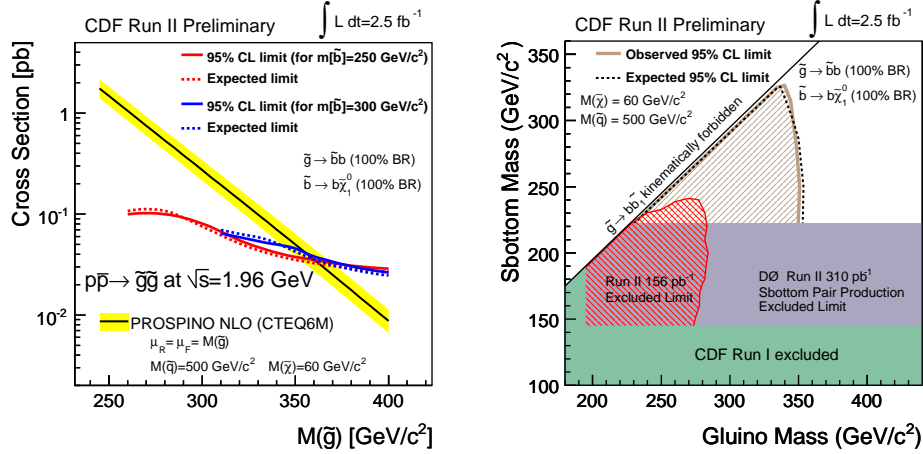 CDF Run II Preliminary
∫ L dt=2.5 fb⁻¹
Cross Section [pb]
95% CL limit (for m[b̃]=250 GeV/c²)
Expected limit
95% CL limit (for m[b̃]=300 GeV/c²)
Expected limit
g̃ → b̃b (100% BR)
b̃ → bχ̃₁⁰ (100% BR)
pp̄ → g̃g̃ at √s=1.96 GeV
PROSPINO NLO (CTEQ6M)
μ_R = μ_F = M(g̃)
M(q̃)=500 GeV/c² M(χ̃)=60 GeV/c²
1
10⁻¹
10⁻²
250 300 350 400
M(g̃) [GeV/c²]
CDF Run II Preliminary
∫ L dt=2.5 fb⁻¹
Sbottom Mass (GeV/c²)
Observed 95% CL limit
Expected 95% CL limit
g̃ → b̃b (100% BR)
b̃ → bχ̃₁⁰ (100% BR)
M(χ̃) = 60 GeV/c²
M(q̃) = 500 GeV/c²
g̃ → bb̃₁ kinematically forbidden
Run II 156 pb⁻¹
Excluded Limit
DØ Run II 310 pb¹
Sbottom Pair Production
Excluded Limit
CDF Run I excluded
350
300
250
200
150
100
200 250 300 350 400
Gluino Mass (GeV/c²)